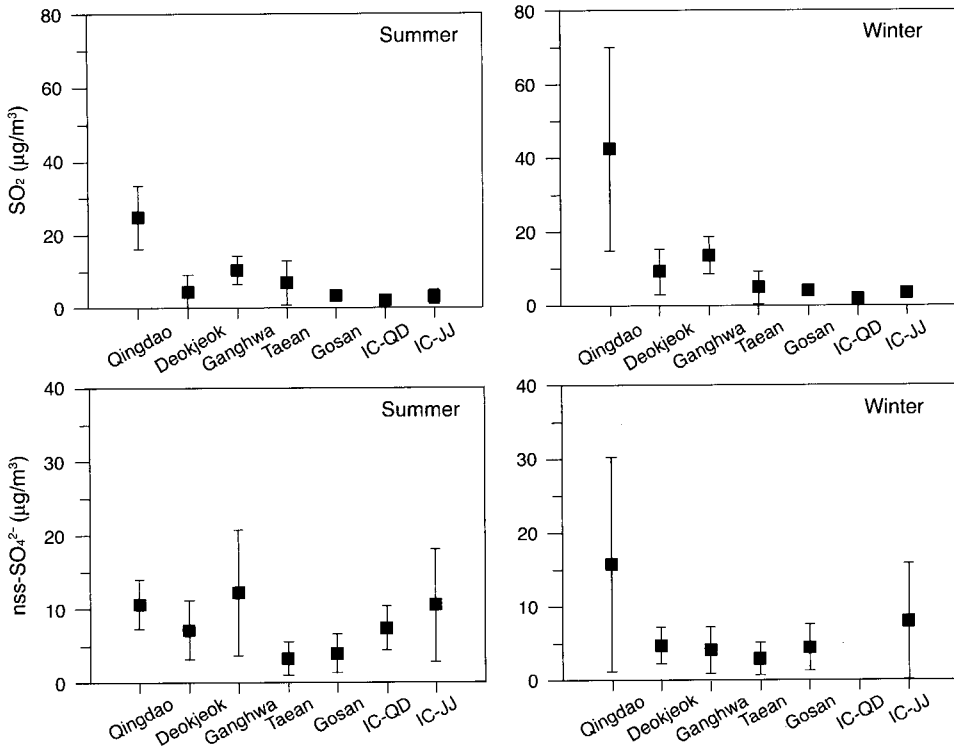 80
60
40
20
0
SO₂ (μg/m³)
Summer
Qingdao
Deokjeok
Ganghwa
Taean
Gosan
IC-QD
IC-JJ
80
60
40
20
0
Winter
Qingdao
Deokjeok
Ganghwa
Taean
Gosan
IC-QD
IC-JJ
40
30
20
10
0
nss-SO₄²⁻ (μg/m³)
Summer
Qingdao
Deokjeok
Ganghwa
Taean
Gosan
IC-QD
IC-JJ
40
30
20
10
0
Winter
Qingdao
Deokjeok
Ganghwa
Taean
Gosan
IC-QD
IC-JJ